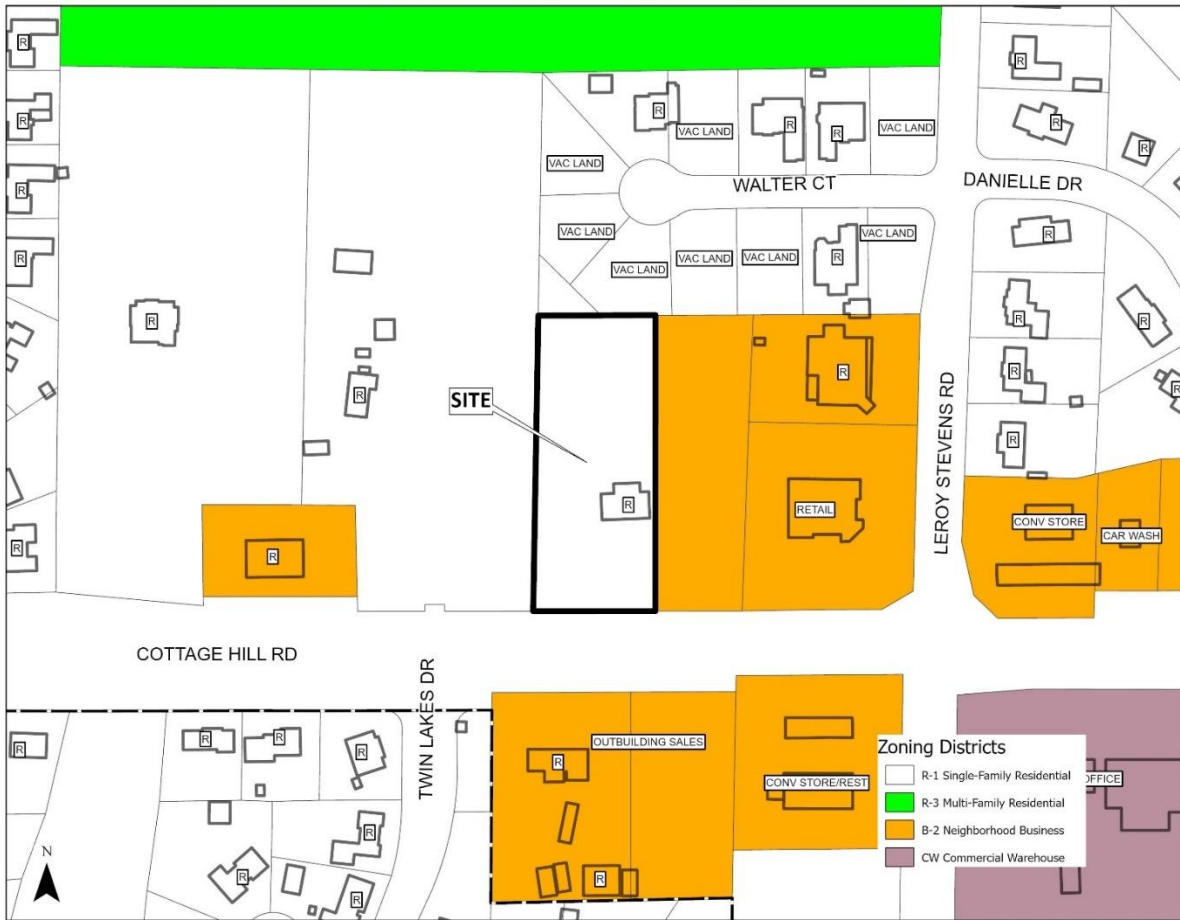 R
R
R
R
R
R
VAC LAND
R
R
VAC LAND
R
R
R
VAC LAND
WALTER CT
DANIELLE DR
R
VAC LAND
VAC LAND
R
R
VAC LAND
VAC LAND
VAC LAND
R
R
R
R
R
R
R
R
SITE
R
R
R
LEROY STEVENS RD
RETAIL
CONV STORE
CAR WASH
R
R
COTTAGE HILL RD
TWIN LAKES DR
R
R
R
R
OUTBUILDING SALES
R
CONV STORE/REST
R
R
R
R
Zoning Districts
R-1 Single-Family Residential
R-3 Multi-Family Residential
B-2 Neighborhood Business
CW Commercial Warehouse
OFFICE
N